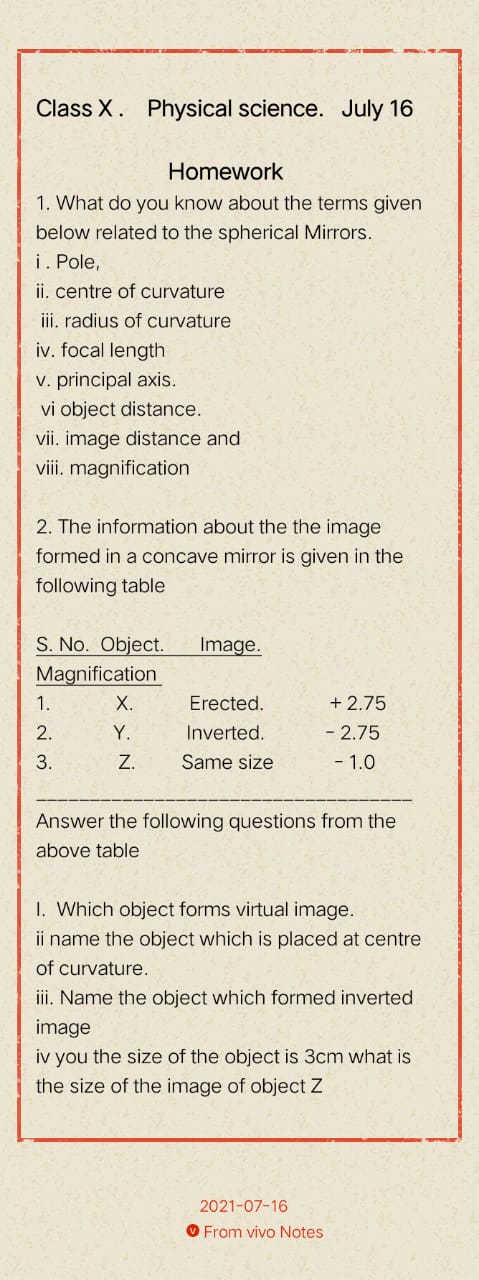 Class X .   Physical science.   July 16
Homework
1. What do you know about the terms given
below related to the spherical Mirrors.
i . Pole,
ii. centre of curvature
iii. radius of curvature
iv. focal length
v. principal axis.
vi object distance.
vii. image distance and
viii. magnification
2. The information about the the image
formed in a concave mirror is given in the
following table
S. No.  Object.      Image.
Magnification
1.          X.          Erected.          + 2.75
2.          Y.          Inverted.          - 2.75
3.          Z.          Same size          - 1.0
___________________________________
Answer the following questions from the
above table
I.  Which object forms virtual image.
ii name the object which is placed at centre
of curvature.
iii. Name the object which formed inverted
image
iv you the size of the object is 3cm what is
the size of the image of object Z
2021-07-16
From vivo Notes